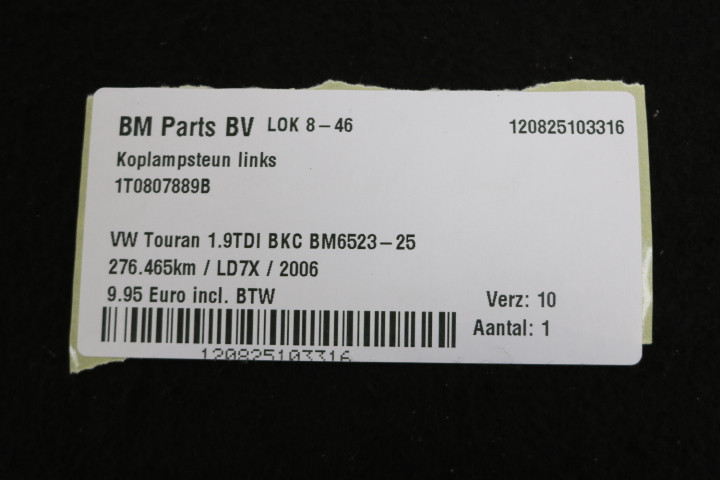 BM Parts BV LOK 8-46 120825103316
Koplampsteun links
1T0807889B
VW Touran 1.9TDI BKC BM6523-25
276.465km / LD7X / 2006
9.95 Euro incl. BTW Verz: 10
Aantal: 1
120825103316